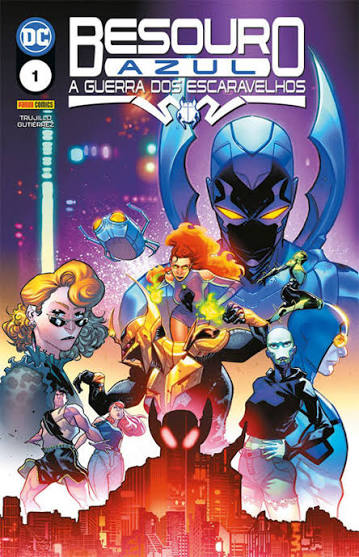 DC
BESOURO
AZUL
A GUERRA DOS ESCARAVELHOS
1
PANINI COMICS
TRUJILLO
GUTIÉRREZ